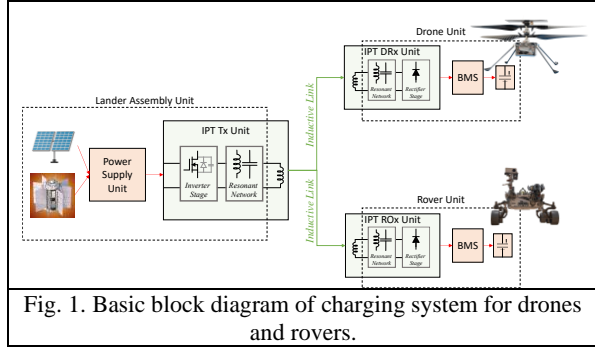 Drone Unit
IPT DRx Unit
Resonant
Network
Rectifier
Stage
BMS
Inductive Link
Lander Assembly Unit
IPT Tx Unit
Power
Supply
Unit
Inverter
Stage
Resonant
Network
Inductive Link
Rover Unit
IPT ROx Unit
Resonant
Network
Rectifier
Stage
BMS
Fig. 1. Basic block diagram of charging system for drones
and rovers.